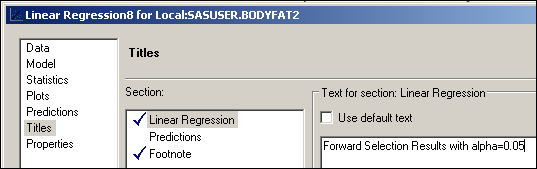 Linear Regression8 for Local:SASUSER.BODYFAT2
Data
Model
Statistics
Plots
Predictions
Titles
Properties
Titles
Section:
Linear Regression
Predictions
Footnote
Text for section: Linear Regression
Use default text
Forward Selection Results with alpha=0.05